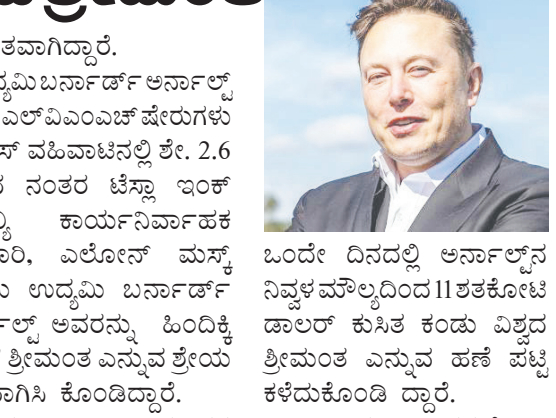 ತವಾಗಿದ್ದಾರೆ.
ಬರ್ನಾರ್ಡ್ ಅರ್ನಾಲ್ಟ್
ಎಲ್‌ವಿಎಂಎಚ್ ಷೇರುಗಳು
ವಹಿವಾಟಿನಲ್ಲಿ ಶೇ. 2.6
ನಂತರ ಟೆಸ್ಲಾ ಇಂಕ್
ಕಾರ್ಯನಿರ್ವಾಹಕ
ಎಲೋನ್ ಮಸ್ಕ್
ಉದ್ಯಮಿ ಬರ್ನಾರ್ಡ್
ಅವರನ್ನು ಹಿಂದಿಕ್ಕಿ
ಶ್ರೀಮಂತ ಎನ್ನುವ ಶ್ರೇಯ
ಕೊಂಡಿದ್ದಾರೆ.
ಒಂದೇ ದಿನದಲ್ಲಿ ಅರ್ನಾಲ್ಟ್‌ನ
ನಿವ್ವಳ ಮೌಲ್ಯದಿಂದ 11 ಶತಕೋಟಿ
ಡಾಲರ್ ಕುಸಿತ ಕಂಡು ವಿಶ್ವದ
ಶ್ರೀಮಂತ ಎನ್ನುವ ಹಣೆ ಪಟ್ಟಿ
ಕಳೆದುಕೊಂಡಿ ದ್ದಾರೆ.